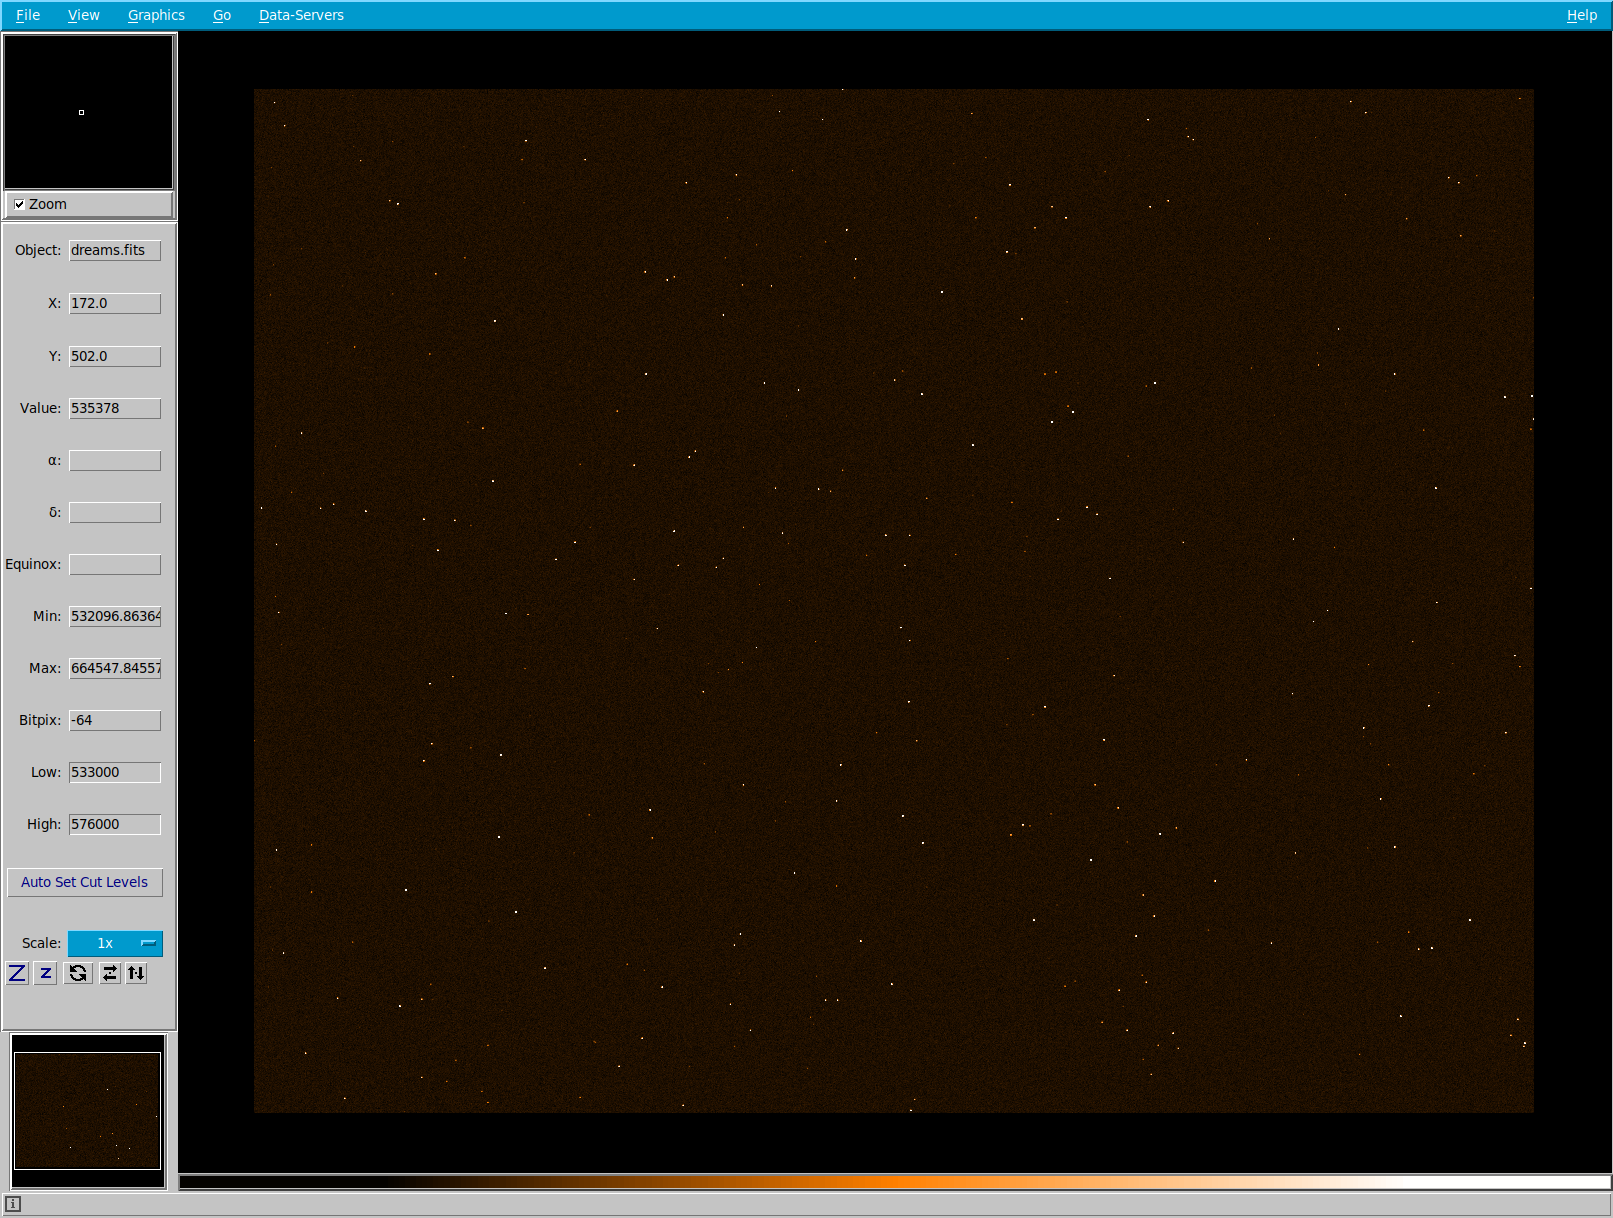 File View Graphics Go Data-Servers Help
Zoom
Object: dreams.fits
X: 172.0
Y: 502.0
Value: 535378
α:
δ:
Equinox:
Min: 532096.86364
Max: 664547.84557
Bitpix: -64
Low: 533000
High: 576000
Auto Set Cut Levels
Scale: 1x
Z z